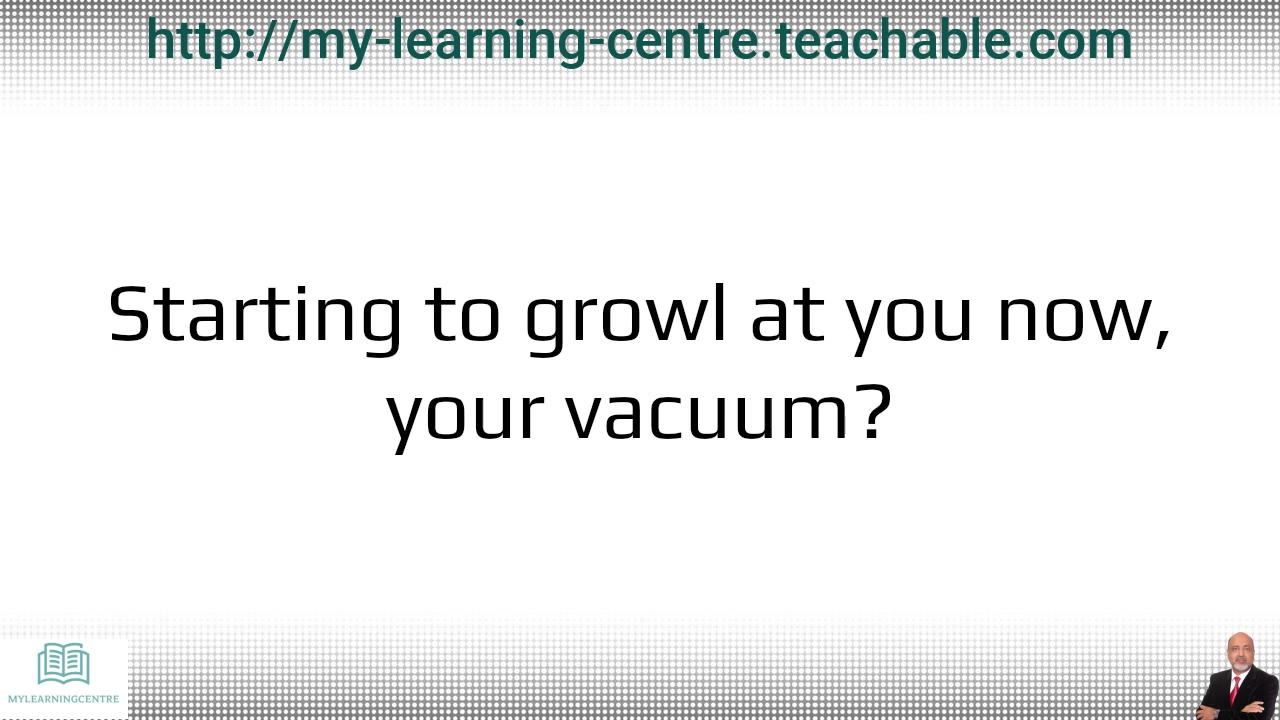 http://my-learning-centre.teachable.com
Starting to growl at you now,
your vacuum?
MYLEARNINGCENTRE